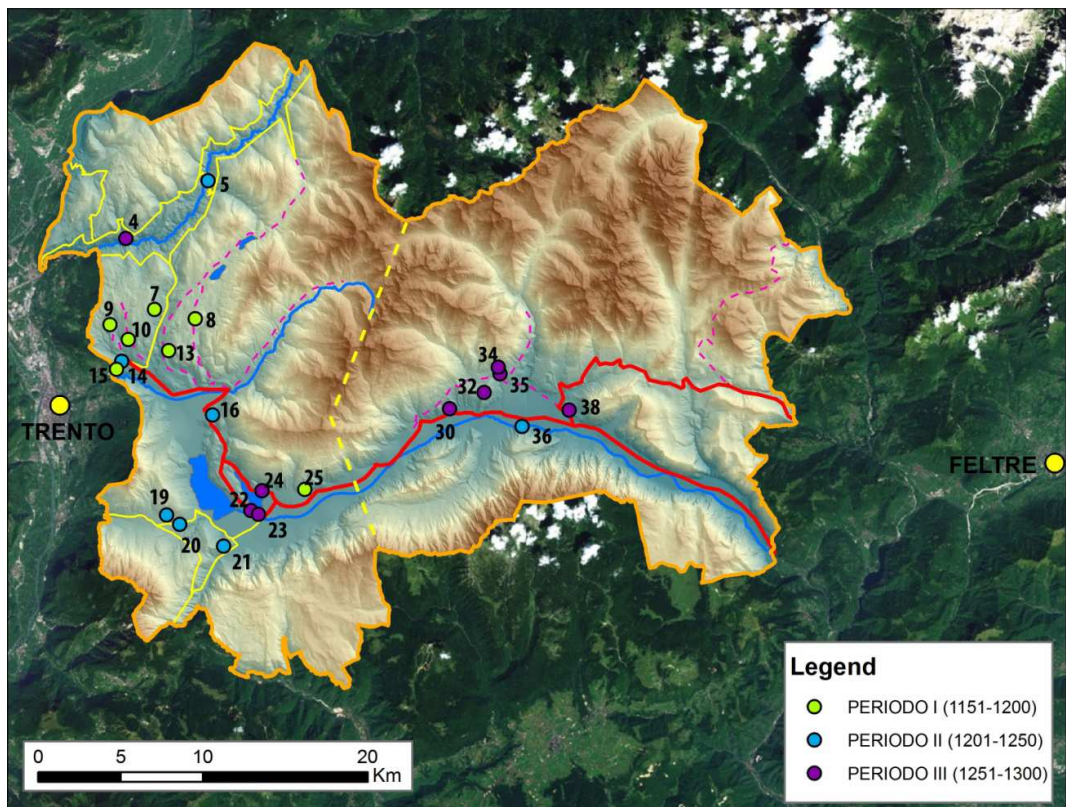 5
4
7
9
8
10
13
14
15
34
35
32
16
38
TRENTO
30
36
24
25
FELTRE
22
19
23
20
21
Legend
PERIODO I (1151-1200)
PERIODO II (1201-1250)
PERIODO III (1251-1300)
0 5 10 20
Km